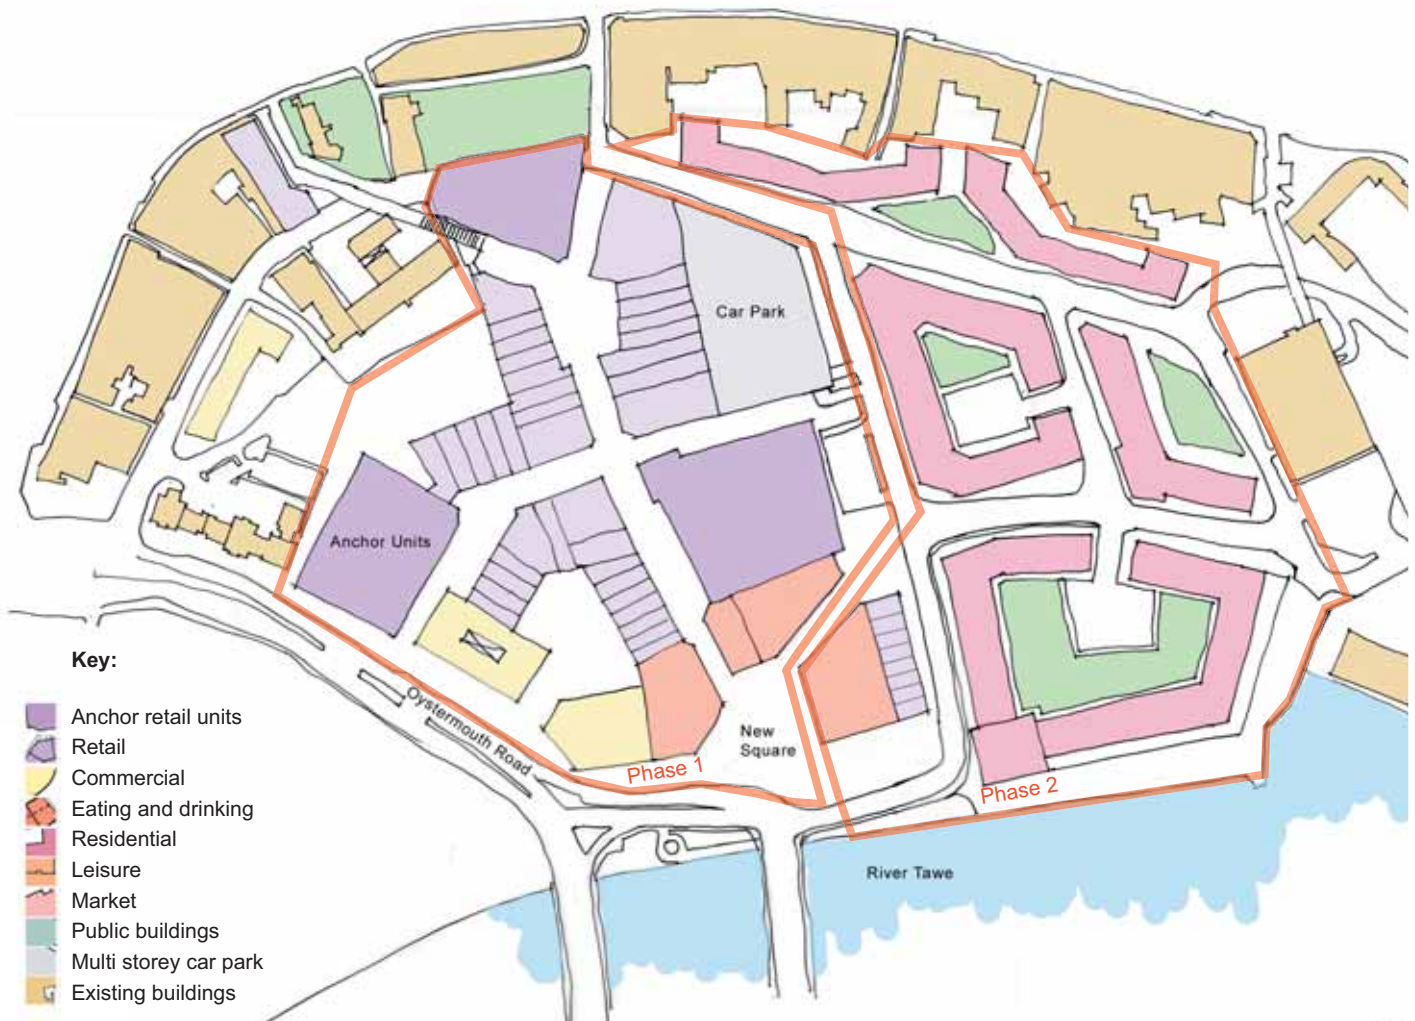 Car Park
Anchor Units
Key:
Anchor retail units
Retail
Commercial
Eating and drinking
Residential
Leisure
Market
Public buildings
Multi storey car park
Existing buildings
Oystermouth Road
Phase 1
New
Square
Phase 2
River Tawe